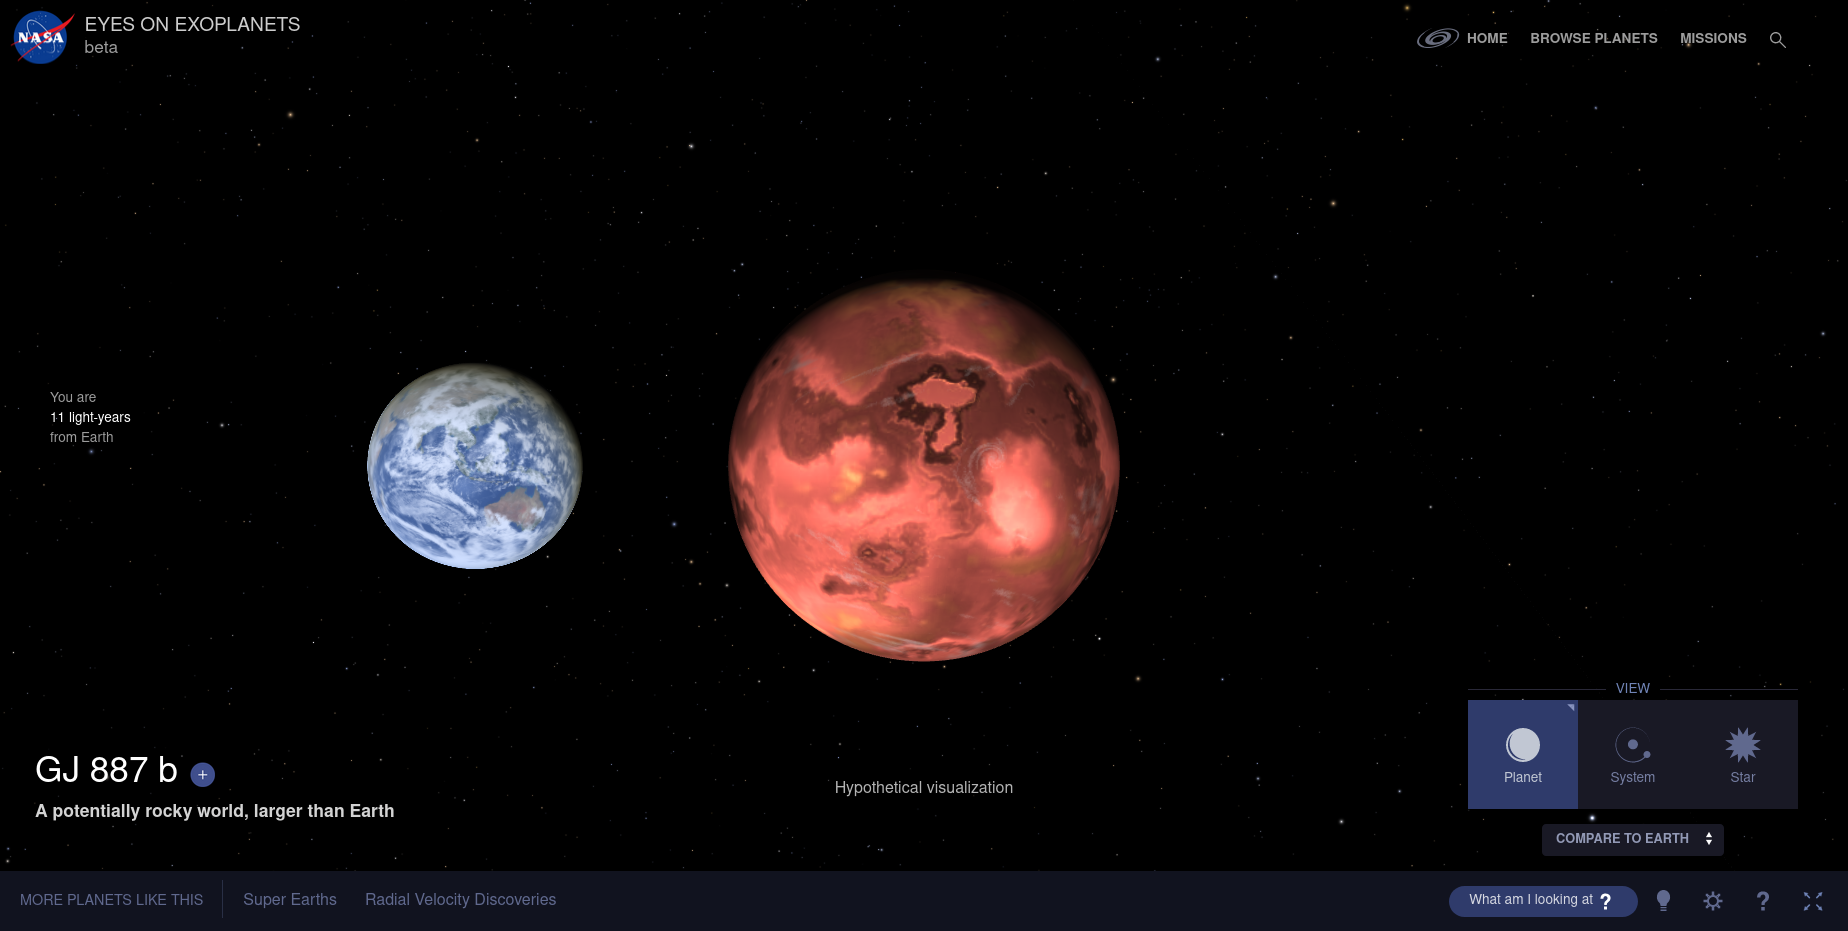 NASA
EYES ON EXOPLANETS
beta
HOME
BROWSE PLANETS
MISSIONS
You are
11 light-years
from Earth
GJ 887 b +
A potentially rocky world, larger than Earth
Hypothetical visualization
VIEW
Planet
System
Star
COMPARE TO EARTH
MORE PLANETS LIKE THIS
Super Earths
Radial Velocity Discoveries
What am I looking at ?
?